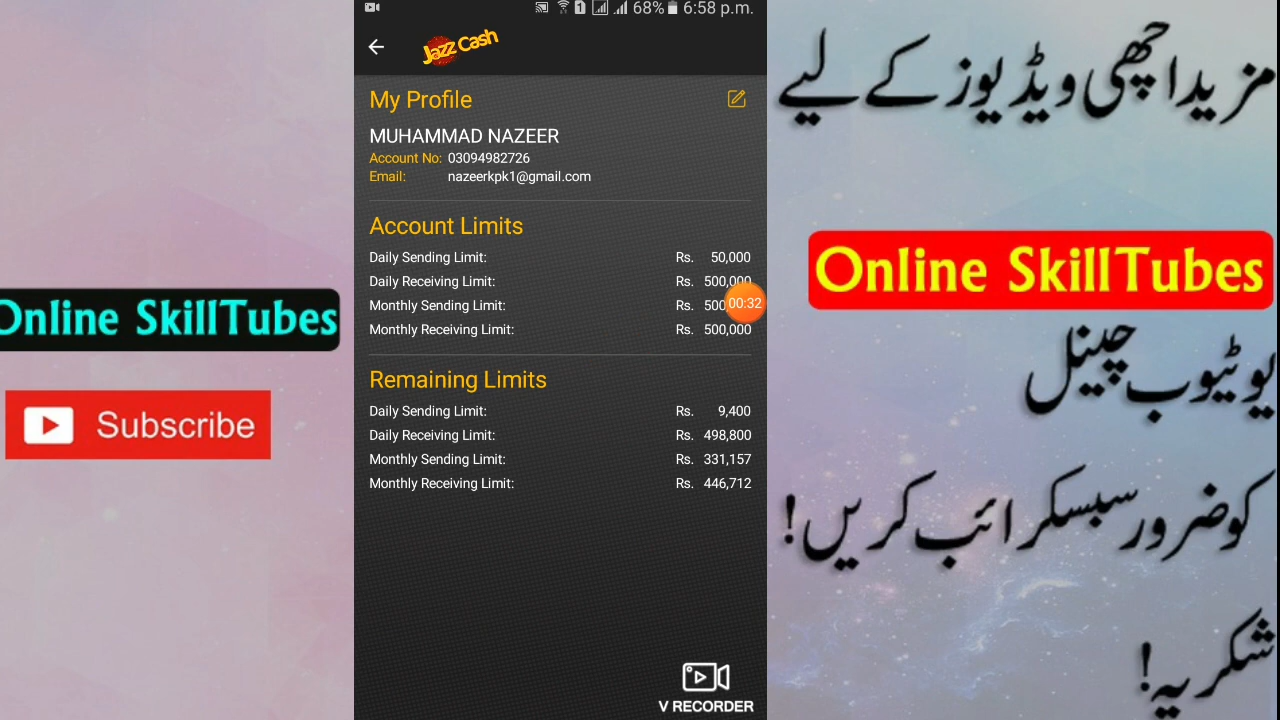 Online SkillTubes
Subscribe
68% 6:58 p.m.
Jazz Cash
My Profile
MUHAMMAD NAZEER
Account No: 03094982726
Email: nazeerkpk1@gmail.com
Account Limits
Daily Sending Limit: Rs. 50,000
Daily Receiving Limit: Rs. 500,000
Monthly Sending Limit: Rs. 500
00:32
Monthly Receiving Limit: Rs. 500,000
Remaining Limits
Daily Sending Limit: Rs. 9,400
Daily Receiving Limit: Rs. 498,800
Monthly Sending Limit: Rs. 331,157
Monthly Receiving Limit: Rs. 446,712
V RECORDER
مزید اچھی ویڈیوز کے لیے
Online SkillTubes
یوٹیوب چینل
کو ضرور سبسکرائب کریں!
شکریہ!